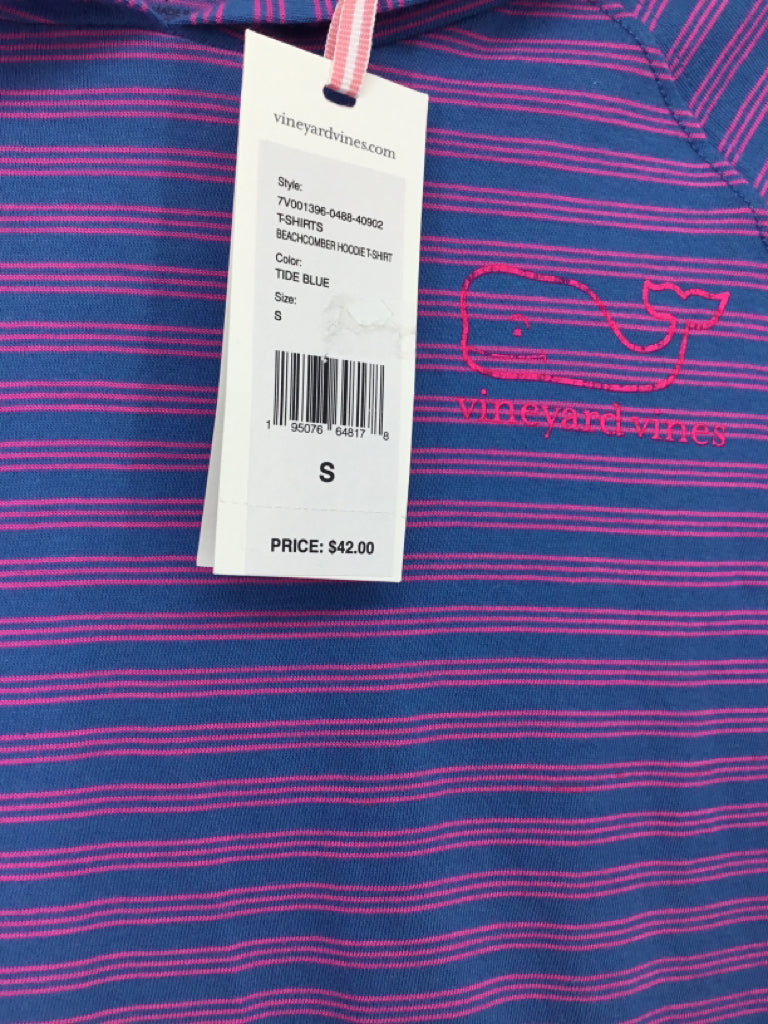 vineyardvines.com
Style:
7V001396-0488-40902
T-SHIRTS
BEACHCOMBER HOODIE T-SHIRT
Color:
TIDE BLUE
Size:
S
1 95076 64817 8
S
PRICE: $42.00
vineyard vines